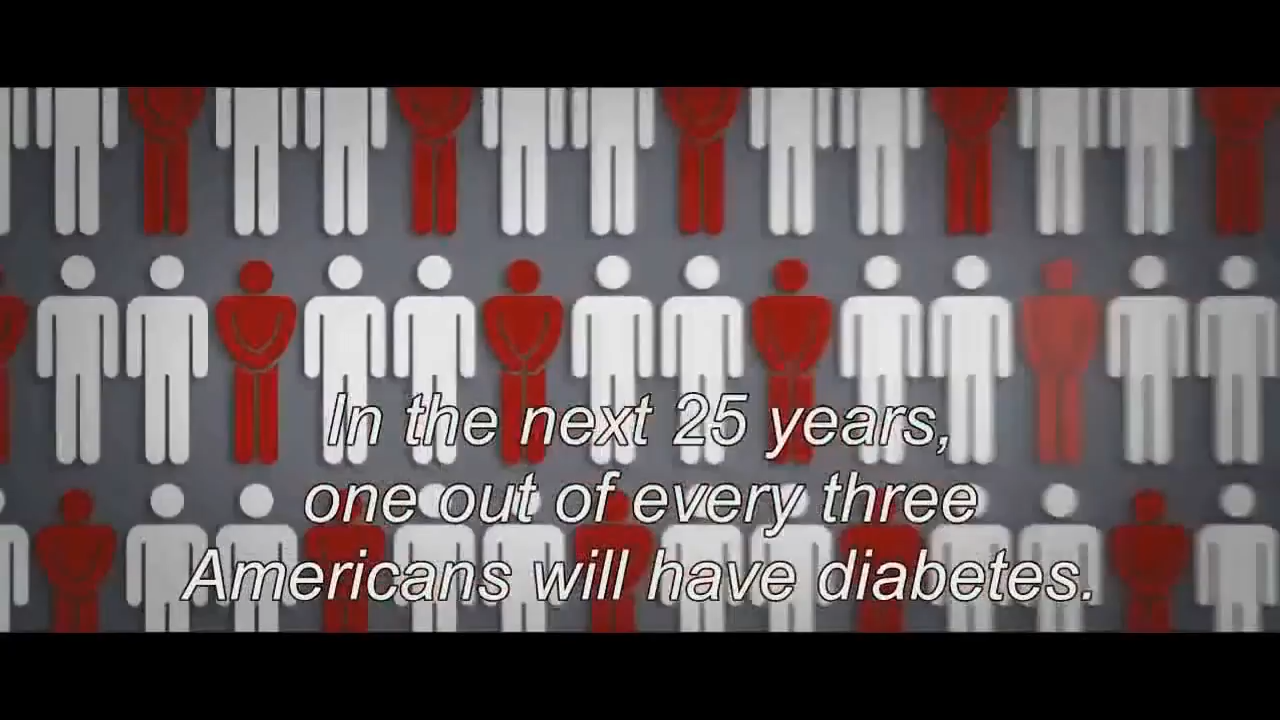 In the next 25 years,
one out of every three
Americans will have diabetes.